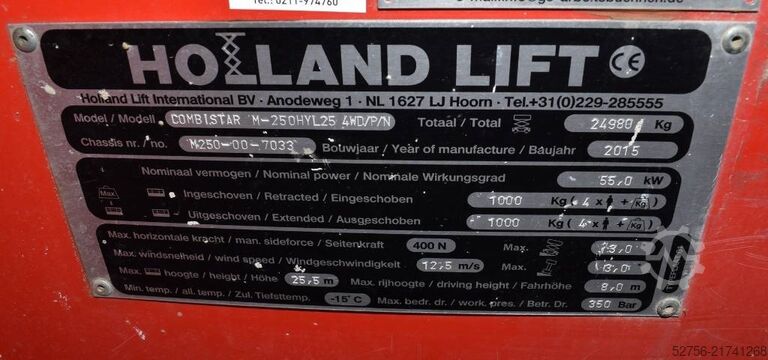 Tel.: 0211-974760
HOLLAND LIFT CE
Holland Lift International BV · Anodeweg 1 · NL 1627 LJ Hoorn · Tel.+31(0)229-285555
Model / Modell COMBISTAR M-250HYL25 4WD/P/N Totaal / Total 24980 Kg
Chassis nr. / no. M250-00-7033 Bouwjaar / Year of manufacture / Baujahr 2015
Nominaal vermogen / Nominal power / Nominale Wirkungsgrad 55,0 kW
Max Ingeschoven / Retracted / Eingeschoben 1000 Kg ( 4 x + /Kg )
Uitgeschoven / Extended / Ausgeschoben 1000 Kg ( 4 x + /Kg )
Max. horizontale kracht / man. sideforce / Seitenkraft 400 N Max.
Max. windsnelheid / wind speed / Windgeschwindigkeit 12,5 m/s Max.
Max. hoogte / height / Höhe 25,5 m Max. rijhoogte / driving height / Fahrhöhe 8,0 m
Min. temp. / all. temp. / Zul. Tiefsttemp. -15°C Max. bedr. dr. / work. pres. / Betr. Dr. 350 Bar
52756-21741268